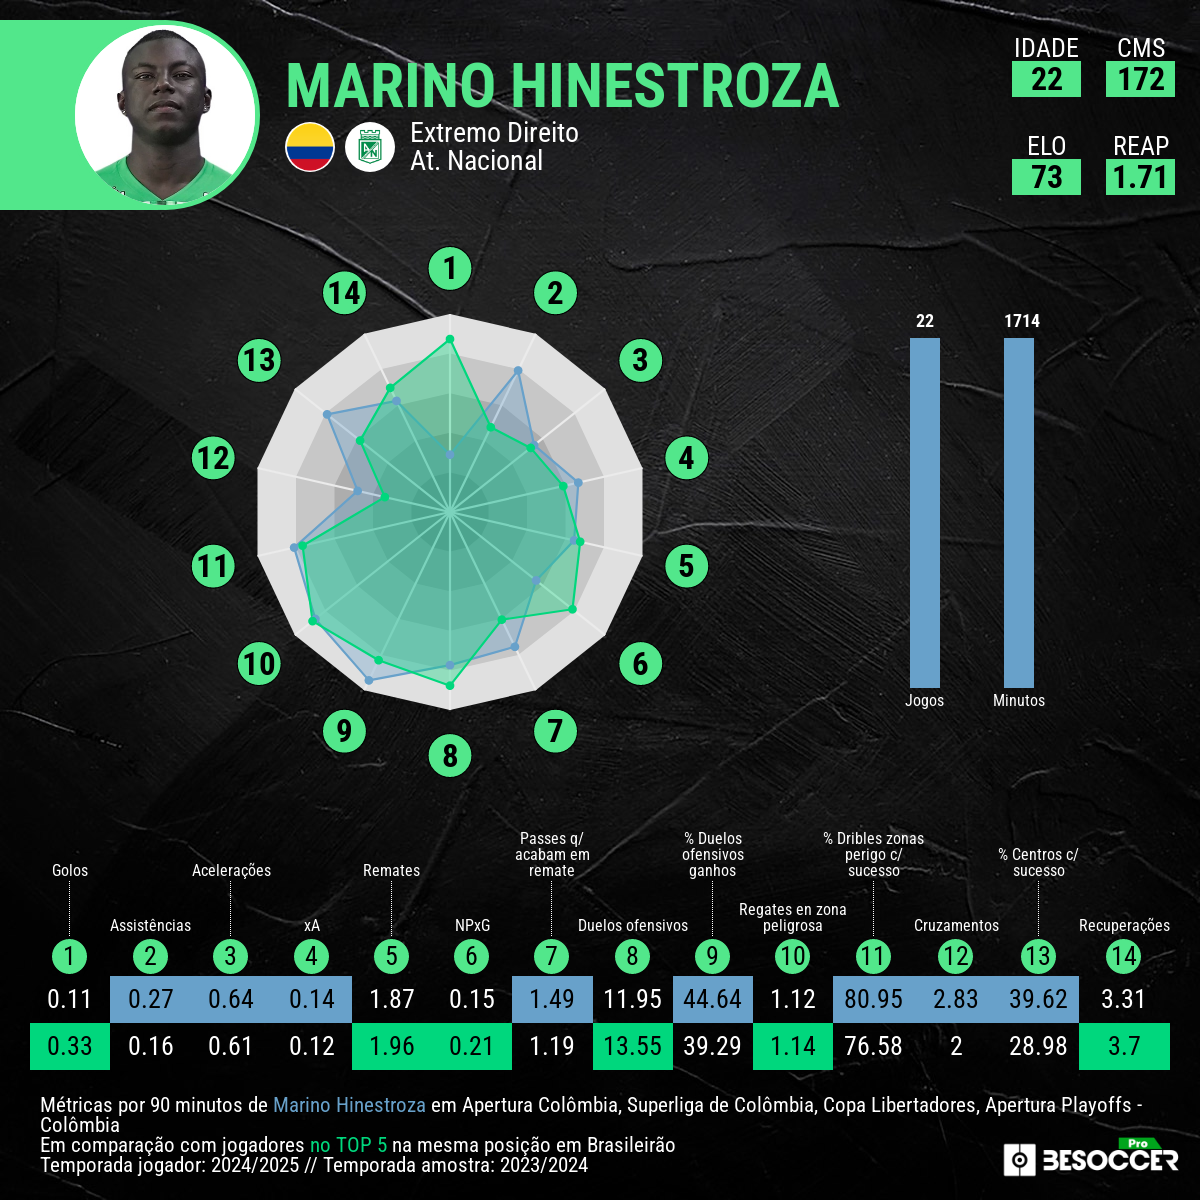 MARINO HINESTROZA
Extremo Direito
At. Nacional
IDADE CMS
22 172
ELO REAP
73 1.71
1
2
3
4
5
6
7
8
9
10
11
12
13
14
22 1714
Jogos Minutos
Golos
Assistências
Acelerações
xA
Remates
NPxG
Passes q/
acabam em
remate
Duelos ofensivos
% Duelos
ofensivos
ganhos
Regates en zona
peligrosa
% Dribles zonas
perigo c/
sucesso
Cruzamentos
% Centros c/
sucesso
Recuperações
1 2 3 4 5 6 7 8 9 10 11 12 13 14
0.11 0.27 0.64 0.14 1.87 0.15 1.49 11.95 44.64 1.12 80.95 2.83 39.62 3.31
0.33 0.16 0.61 0.12 1.96 0.21 1.19 13.55 39.29 1.14 76.58 2 28.98 3.7
Métricas por 90 minutos de Marino Hinestroza em Apertura Colômbia, Superliga de Colômbia, Copa Libertadores, Apertura Playoffs -
Colômbia
Em comparação com jogadores no TOP 5 na mesma posição em Brasileirão
Temporada jogador: 2024/2025 // Temporada amostra: 2023/2024
Pro
BESOCCER